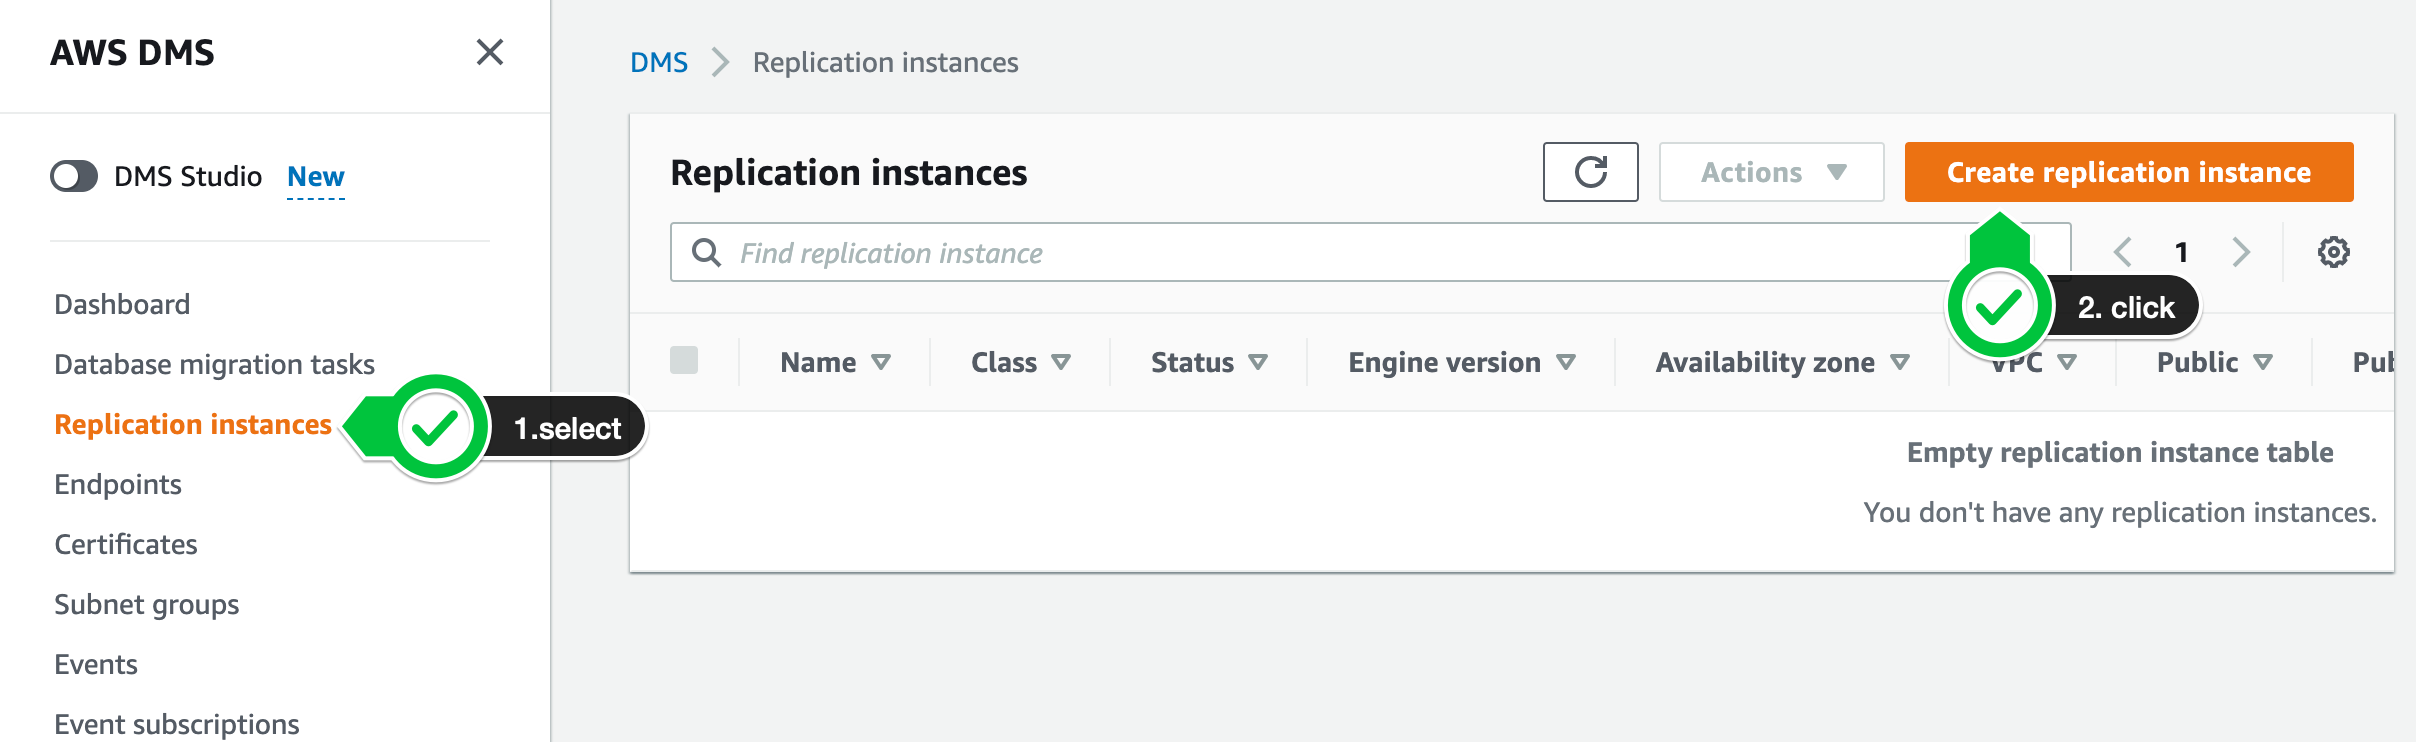 AWS DMS
DMS Studio New
Dashboard
Database migration tasks
Replication instances
1.select
Endpoints
Certificates
Subnet groups
Events
Event subscriptions
DMS Replication instances
Replication instances
Actions
Create replication instance
Find replication instance
1
2. click
Name Class Status Engine version Availability zone VPC Public Pub
Empty replication instance table
You don't have any replication instances.